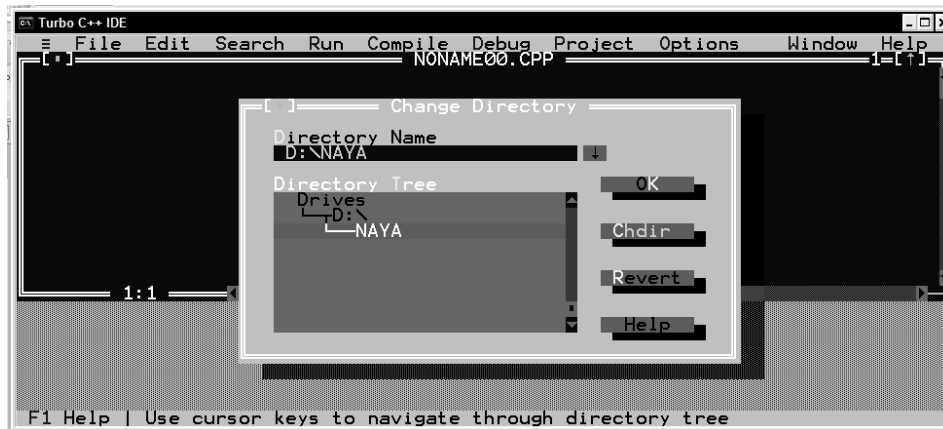 Turbo C++ IDE
≡ File Edit Search Run Compile Debug Project Options Window Help
NONAME00.CPP 1=[↑]
Change Directory
Directory Name
D:\NAYA
Directory Tree
OK
Drives
D:\
NAYA
Chdir
Revert
Help
1:1
F1 Help | Use cursor keys to navigate through directory tree